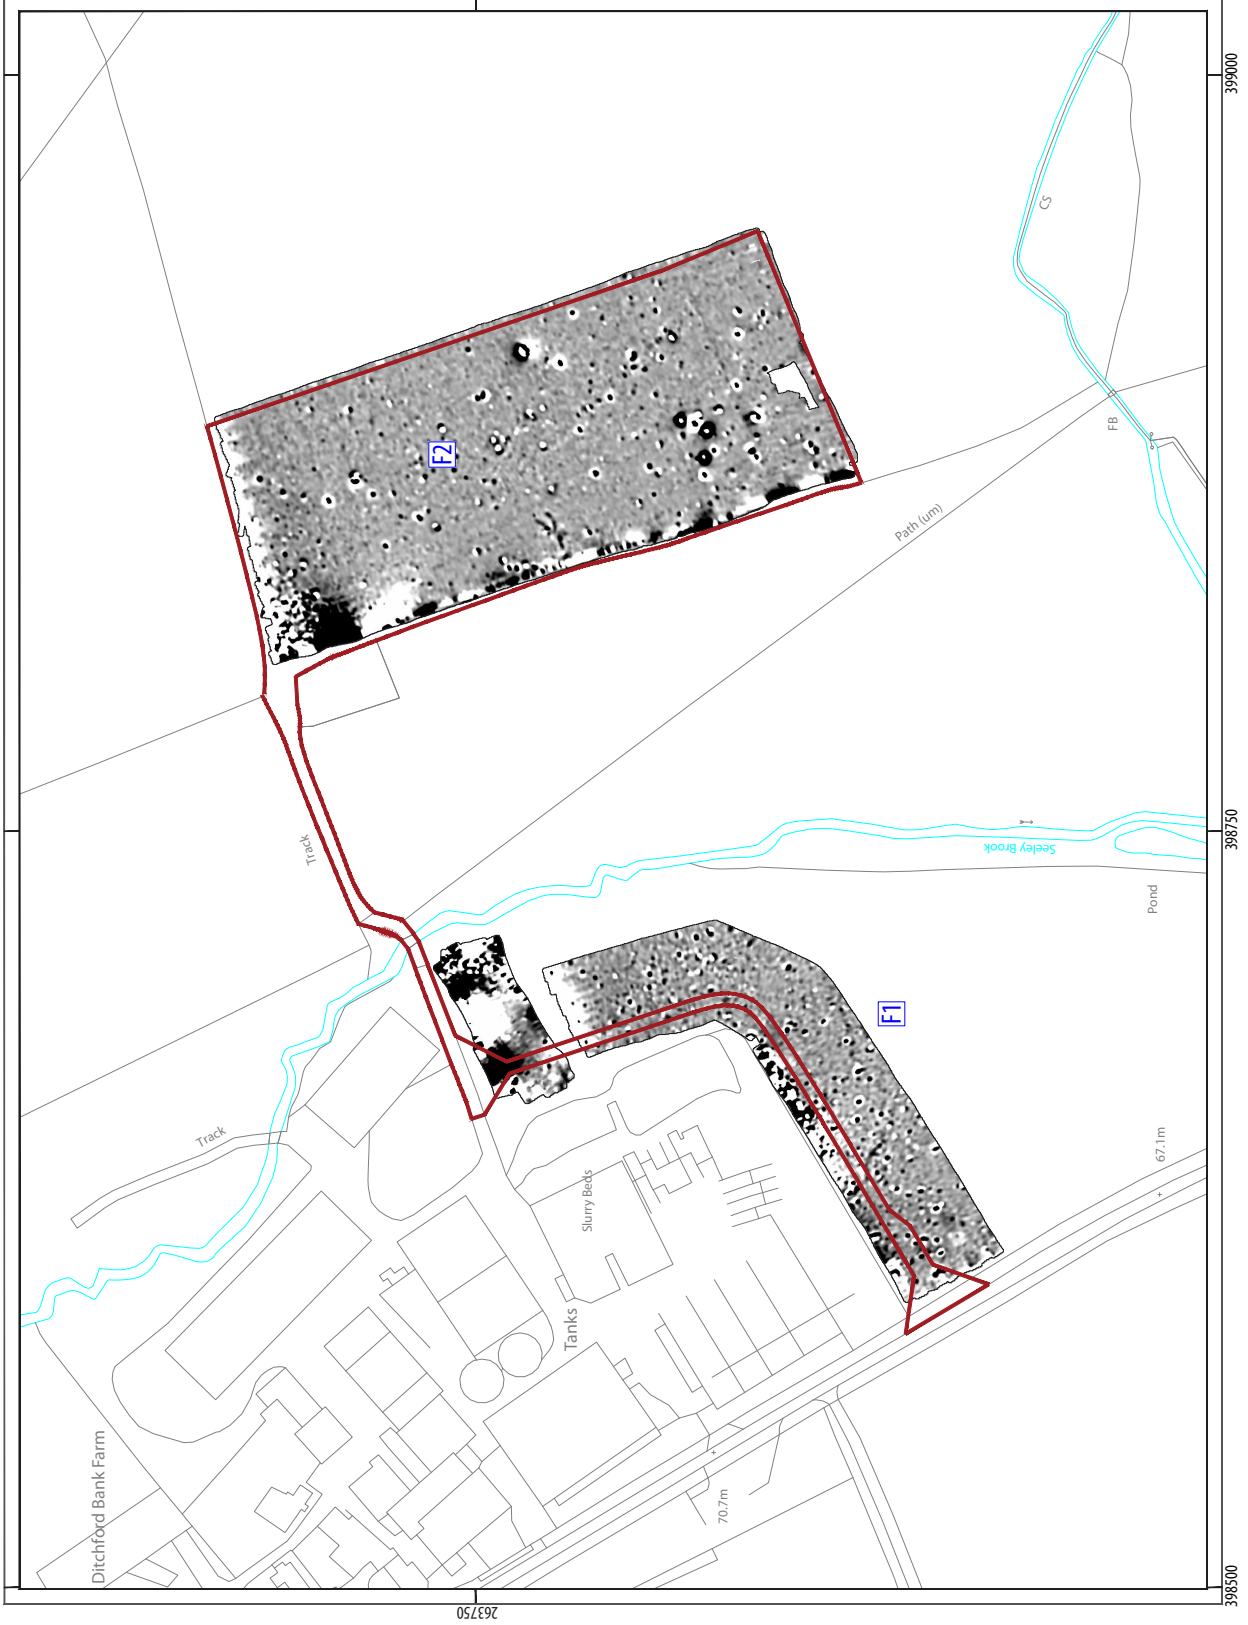 399000
CS
F2
FB
Path (um)
Track
398750
Seeley Brook
Pond
F1
Track
67.1m
Slurry Beds
Tanks
Ditchford Bank Farm
70.7m
398500
263750